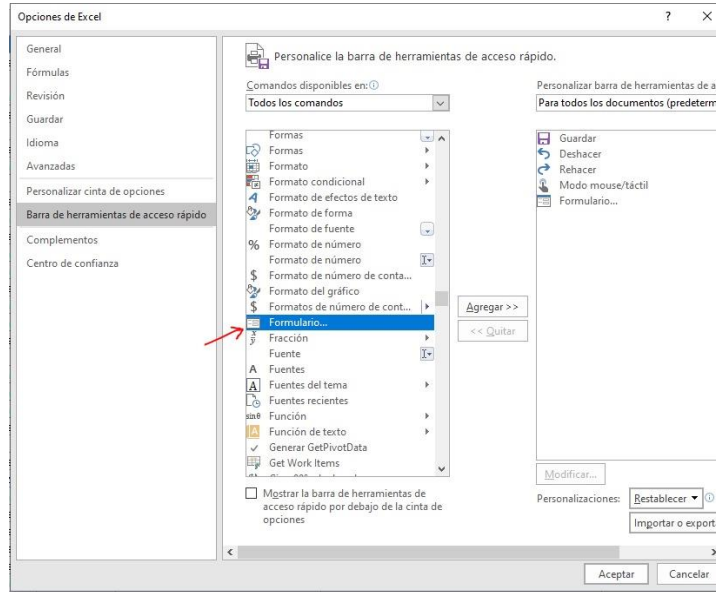 Opciones de Excel
General
Fórmulas
Revisión
Guardar
Idioma
Avanzadas
Personalizar cinta de opciones
Barra de herramientas de acceso rápido
Complementos
Centro de confianza
Personalice la barra de herramientas de acceso rápido.
Comandos disponibles en:
Todos los comandos
Formas
Formas
Formato
Formato condicional
Formato de efectos de texto
Formato de forma
Formato de fuente
Formato de número
Formato de número
Formato de número de conta...
Formato del gráfico
Formatos de número de cont...
Formulario...
Fracción
Fuente
Fuentes
Fuentes del tema
Fuentes recientes
Función
Función de texto
Generar GetPivotData
Get Work Items
Mostrar la barra de herramientas de
acceso rápido por debajo de la cinta de
opciones
Agregar >>
<< Quitar
Personalizar barra de herramientas de a
Para todos los documentos (predeterm
Guardar
Deshacer
Rehacer
Modo mouse/táctil
Formulario...
Modificar...
Personalizaciones:
Restablecer
Importar o export
Aceptar
Cancelar